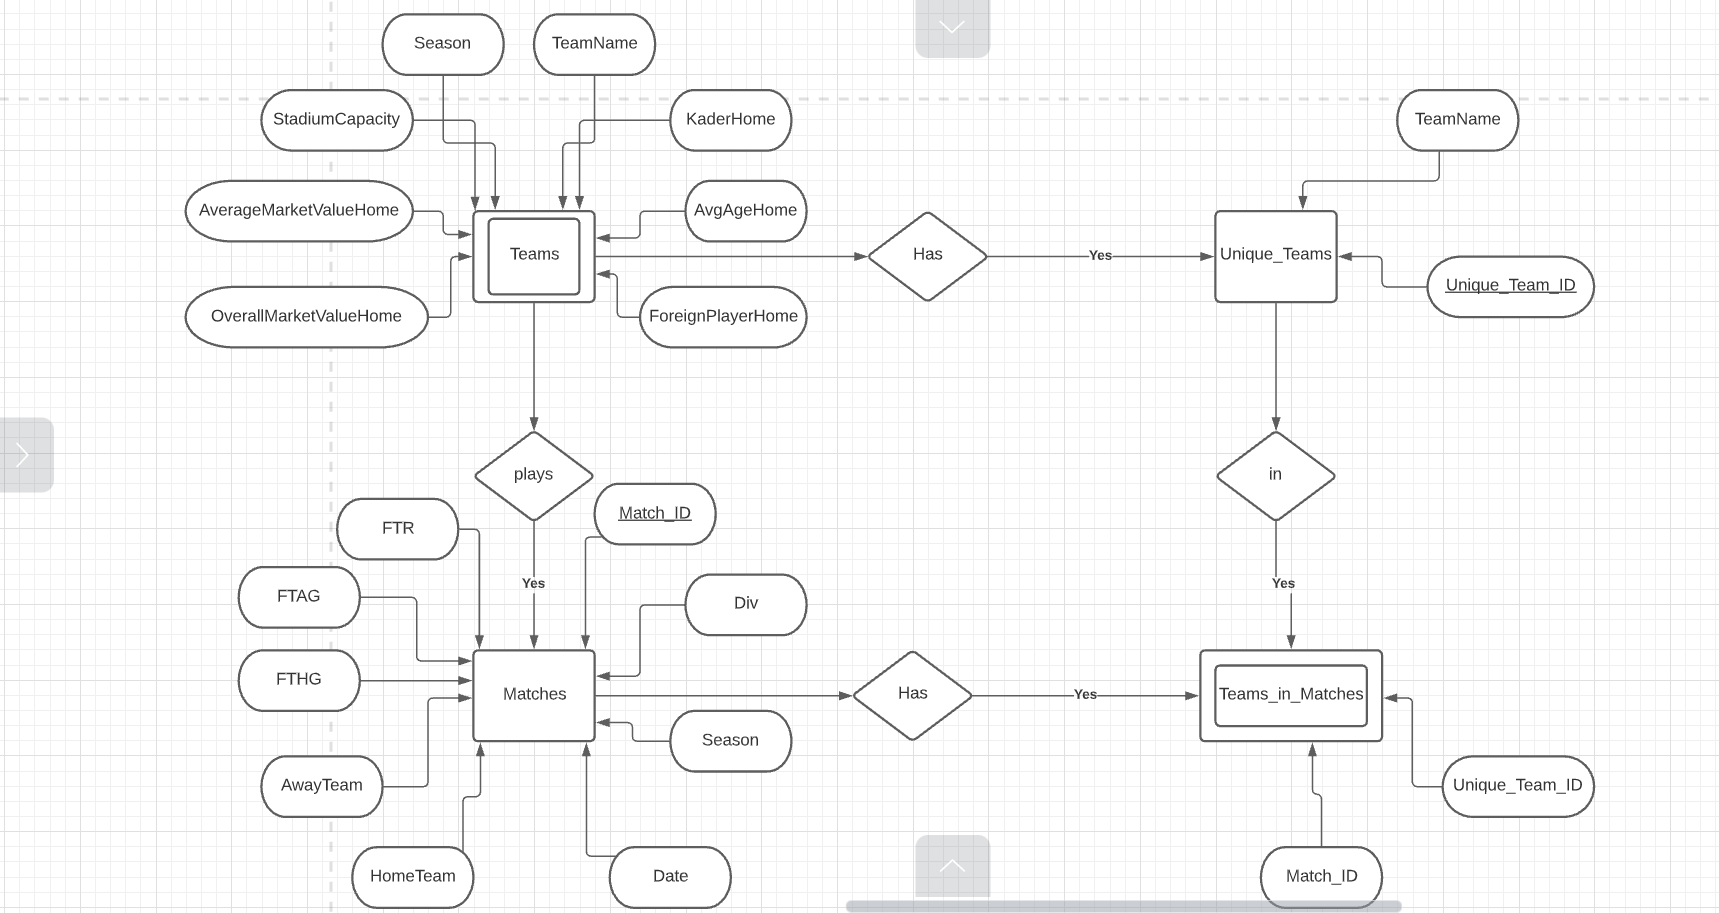 Season
TeamName
StadiumCapacity
KaderHome
TeamName
AverageMarketValueHome
AvgAgeHome
Teams
Has
Yes
Unique_Teams
Unique_Team_ID
OverallMarketValueHome
ForeignPlayerHome
plays
in
Match_ID
FTR
Yes
Yes
FTAG
Div
FTHG
Matches
Has
Yes
Teams_in_Matches
Season
AwayTeam
Unique_Team_ID
HomeTeam
Date
Match_ID